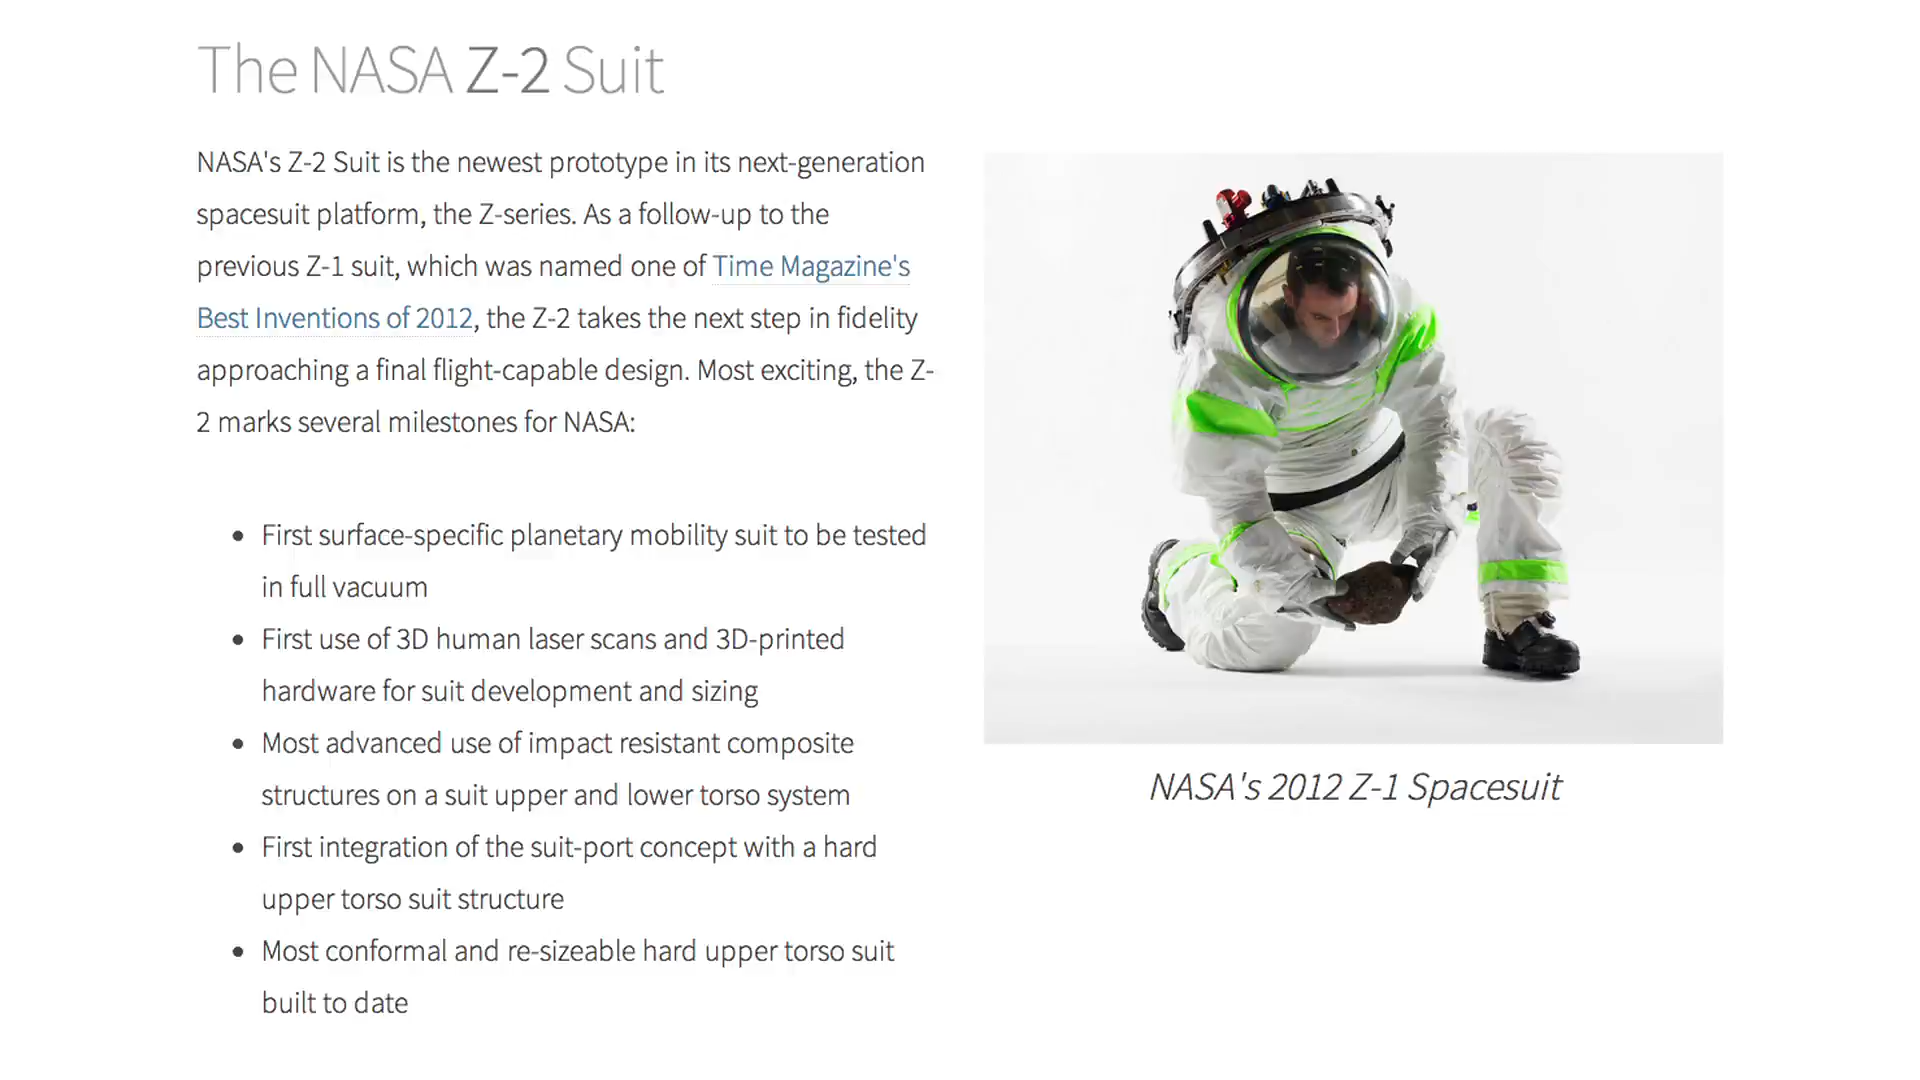 The NASA Z-2 Suit
NASA's Z-2 Suit is the newest prototype in its next-generation
spacesuit platform, the Z-series. As a follow-up to the
previous Z-1 suit, which was named one of Time Magazine's
Best Inventions of 2012, the Z-2 takes the next step in fidelity
approaching a final flight-capable design. Most exciting, the Z-
2 marks several milestones for NASA:
• First surface-specific planetary mobility suit to be tested
in full vacuum
• First use of 3D human laser scans and 3D-printed
hardware for suit development and sizing
• Most advanced use of impact resistant composite
structures on a suit upper and lower torso system
• First integration of the suit-port concept with a hard
upper torso suit structure
• Most conformal and re-sizeable hard upper torso suit
built to date
NASA's 2012 Z-1 Spacesuit